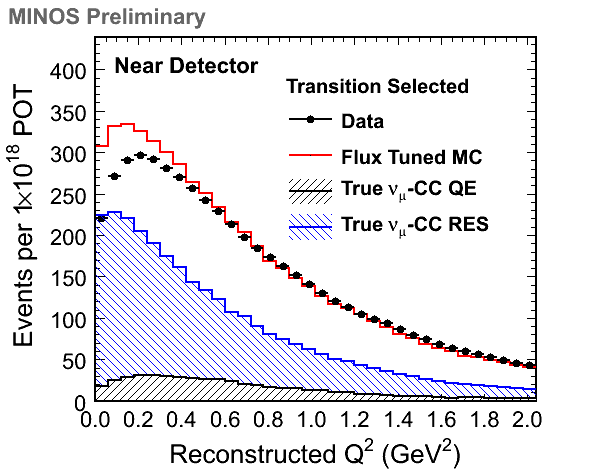 MINOS Preliminary
Near Detector
Transition Selected
Data
Flux Tuned MC
True νμ-CC QE
True νμ-CC RES
Events per 1×10^18 POT
400
350
300
250
200
150
100
50
0
0.0 0.2 0.4 0.6 0.8 1.0 1.2 1.4 1.6 1.8 2.0
Reconstructed Q² (GeV²)